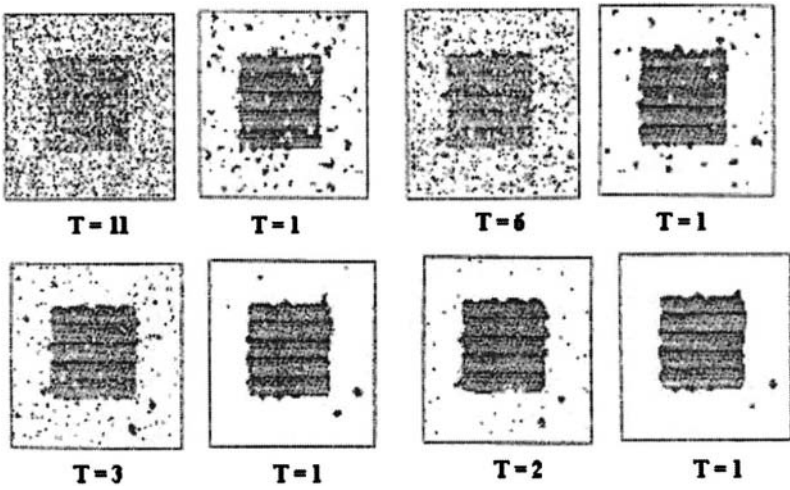 T = 11 T = 1 T = 6 T = 1
T = 3 T = 1 T = 2 T = 1